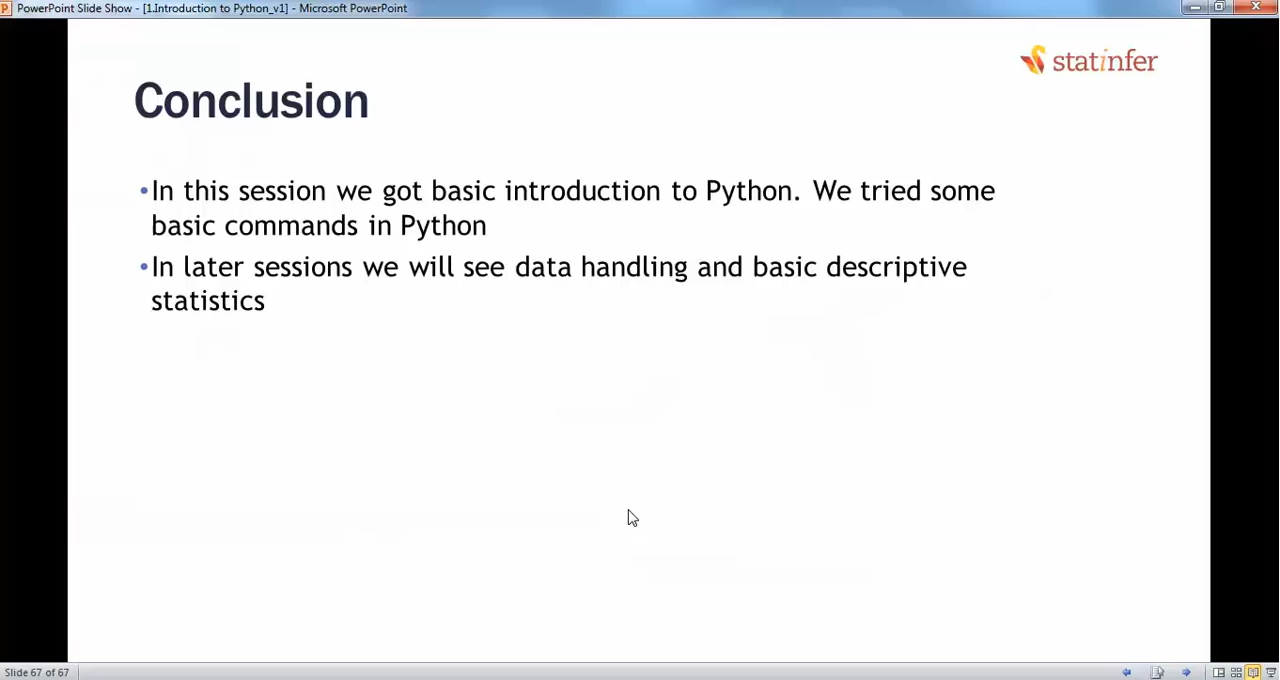 PowerPoint Slide Show - [1.Introduction to Python_v1] - Microsoft PowerPoint
statinfer
Conclusion
•In this session we got basic introduction to Python. We tried some
basic commands in Python
•In later sessions we will see data handling and basic descriptive
statistics
Slide 67 of 67